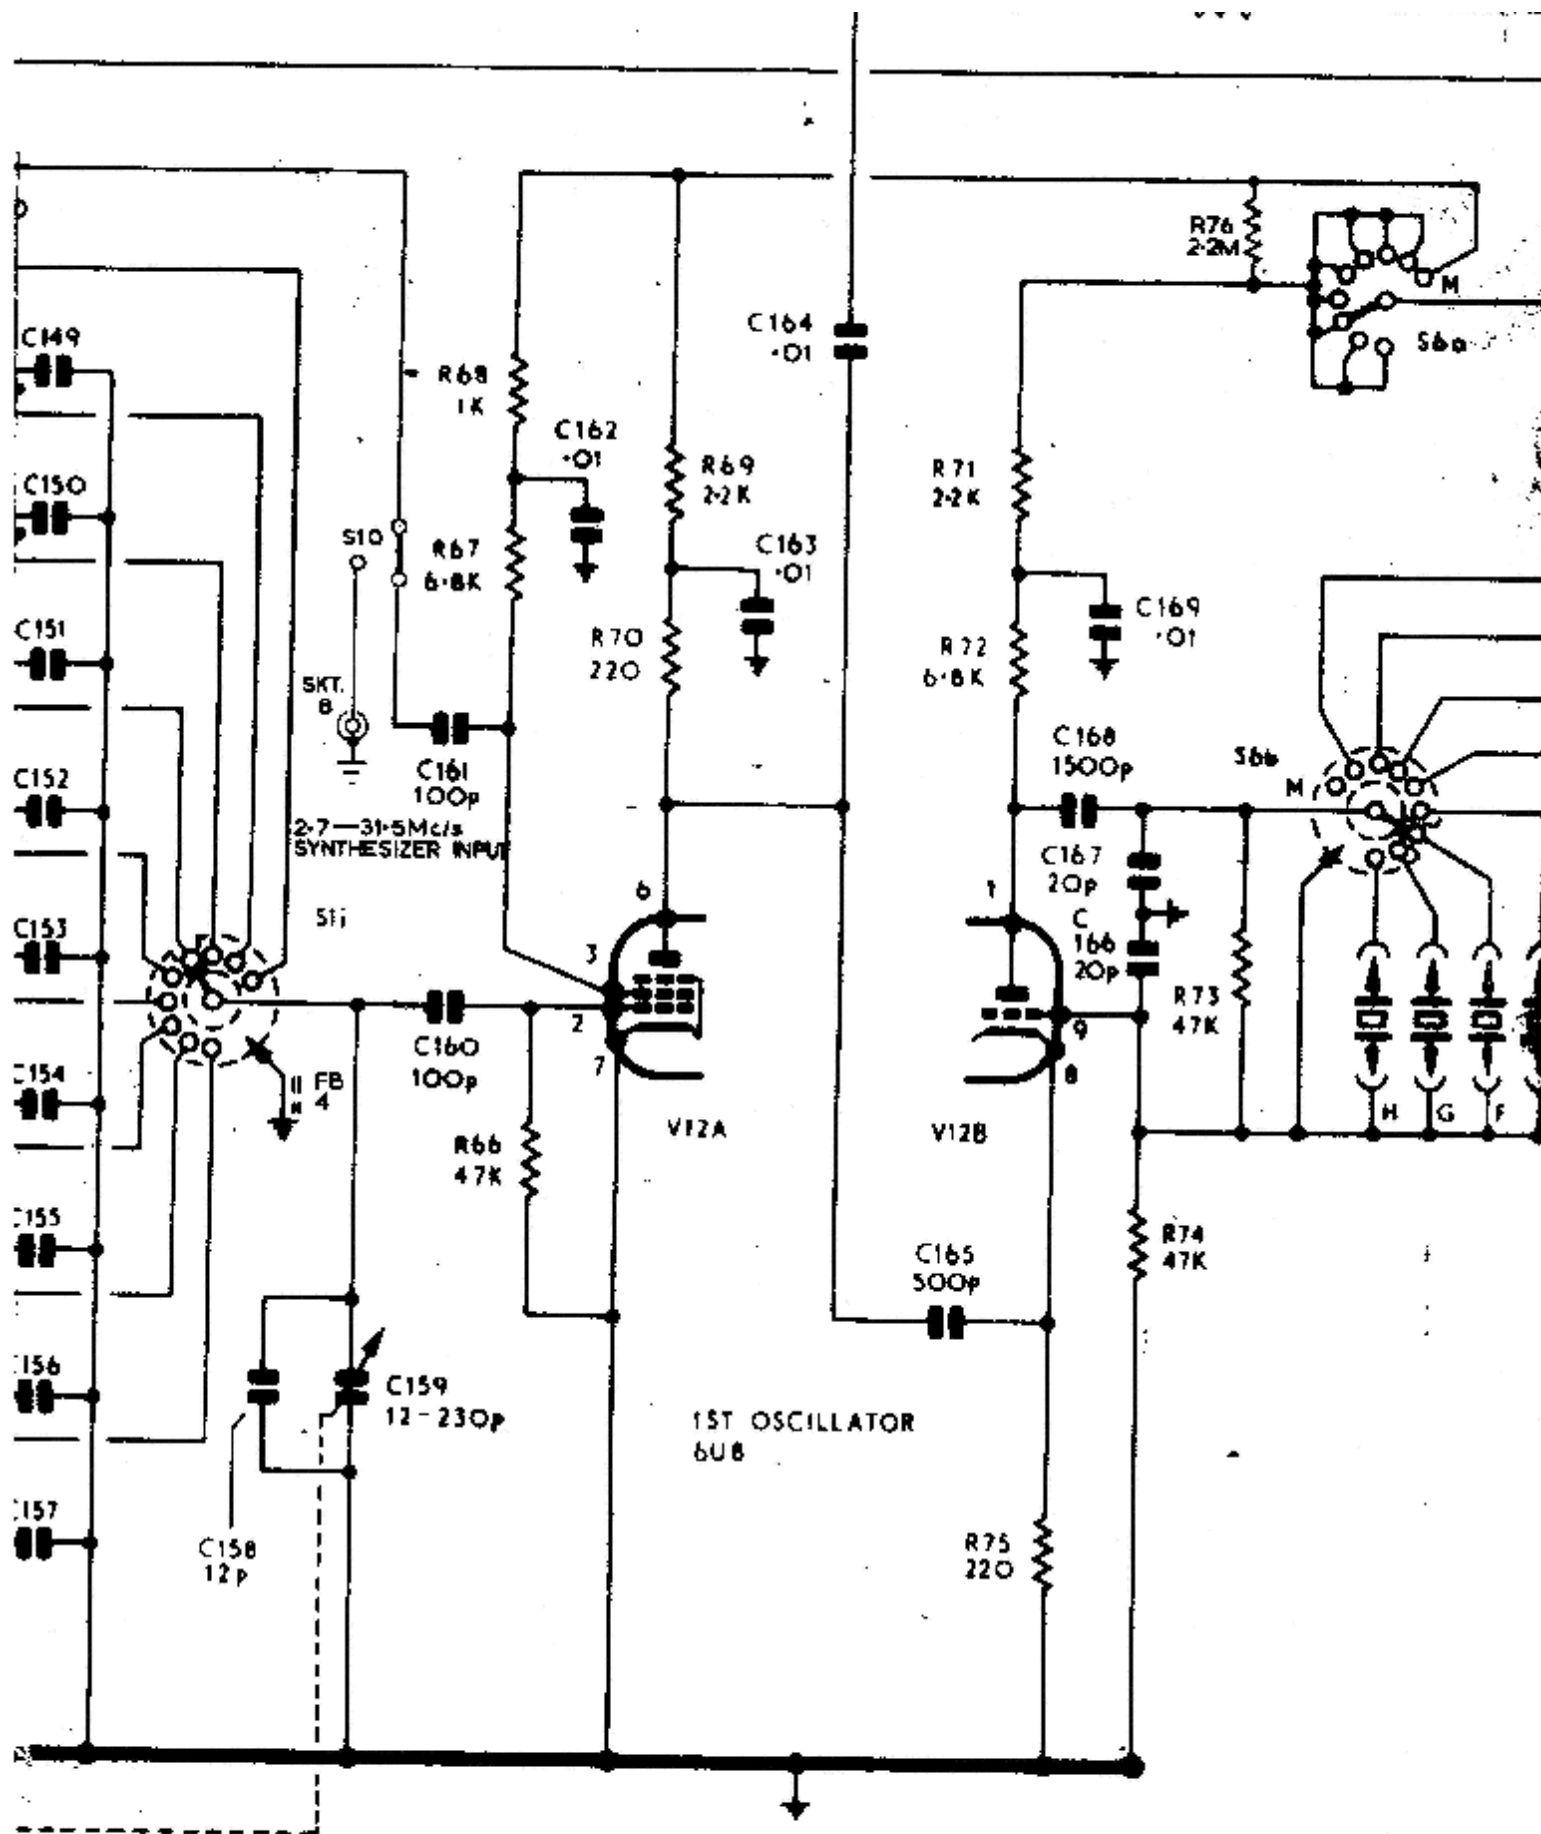 R76
2·2M
M
S6a
C149
C164
·01
R68
1K
C162
·01
R69
2·2K
R71
2·2K
C150
S10
R67
6·8K
C163
·01
C169
·01
C151
R70
220
R72
6·8K
SKT.
8
C168
1500p
S6b
M
C152
C161
100p
2·7—31·5Mc/s
SYNTHESIZER INPUT
C167
20p
6
1
S1j
C
166
20p
C153
3
R73
47K
2
9
C160
100p
7
8
C154
FB
4
H
G
F
V12A
V12B
R66
47K
C155
R74
47K
C165
500p
C156
C159
12-230p
1ST OSCILLATOR
6U8
C157
C158
12p
R75
220